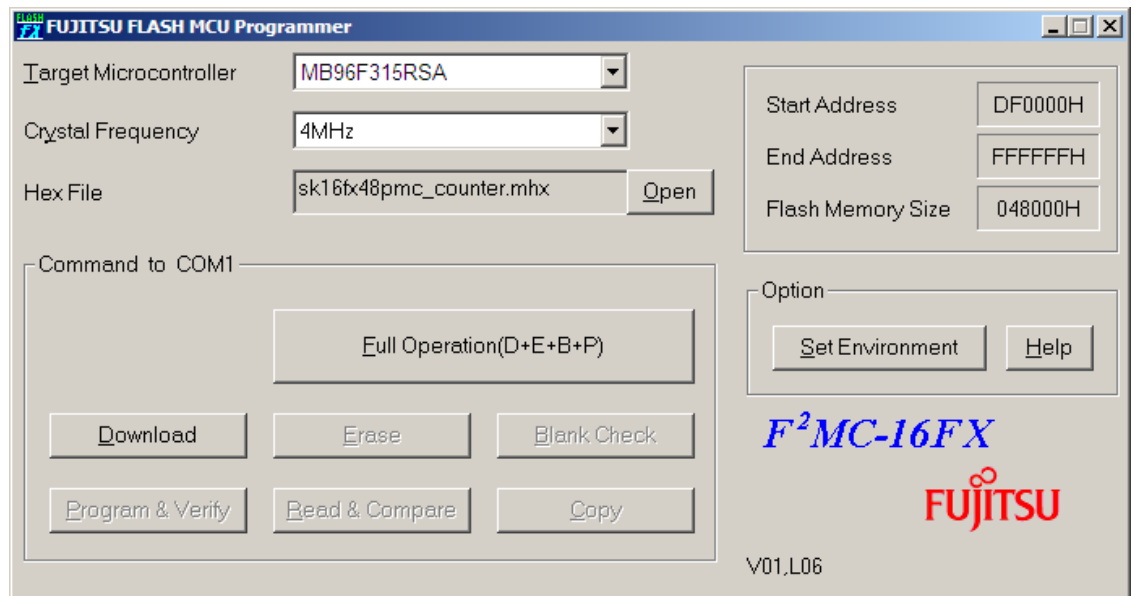 FLASH
FX FUJITSU FLASH MCU Programmer
Target Microcontroller MB96F315RSA
Crystal Frequency 4MHz
Hex File sk16fx48pmc_counter.mhx Open
Start Address DF0000H
End Address FFFFFFH
Flash Memory Size 048000H
Command to COM1
Full Operation(D+E+B+P)
Download Erase Blank Check
Program & Verify Read & Compare Copy
Option
Set Environment Help
F²MC-16FX
FUJITSU
V01,L06